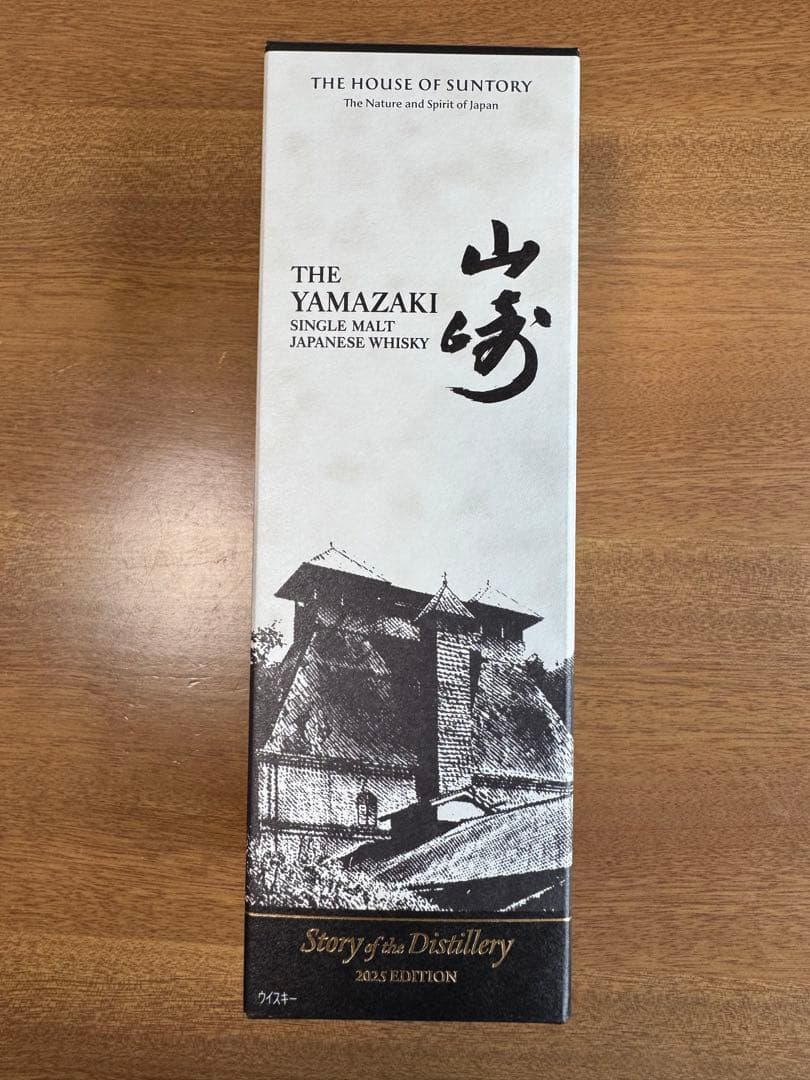 THE HOUSE OF SUNTORY
The Nature and Spirit of Japan
山崎
THE
YAMAZAKI
SINGLE MALT
JAPANESE WHISKY
Story of the Distillery
2025 EDITION
ウイスキー